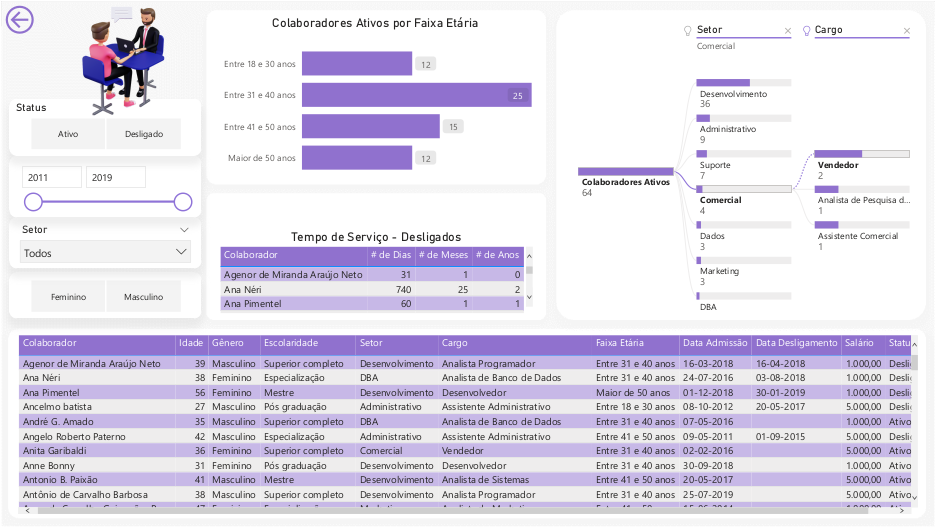 Status
Ativo
Desligado
2011
2019
Setor
Todos
Feminino
Masculino
Colaboradores Ativos por Faixa Etária
Entre 18 e 30 anos 12
Entre 31 e 40 anos 25
Entre 41 e 50 anos 15
Maior de 50 anos 12
Tempo de Serviço - Desligados
Colaborador # de Dias # de Meses # de Anos
Agenor de Miranda Araújo Neto 31 1 0
Ana Néri 740 25 2
Ana Pimentel 60 1 1
Setor
Comercial
Cargo
Colaboradores Ativos
64
Desenvolvimento
36
Administrativo
9
Suporte
7
Comercial
4
Dados
3
Marketing
3
DBA
Vendedor
2
Analista de Pesquisa d...
1
Assistente Comercial
1
Colaborador Idade Gênero Escolaridade Setor Cargo Faixa Etária Data Admissão Data Desligamento Salário Statu
Agenor de Miranda Araújo Neto 39 Masculino Superior completo Desenvolvimento Analista Programador Entre 31 e 40 anos 16-03-2018 16-04-2018 1.000,00 Deslig
Ana Néri 38 Feminino Especialização DBA Analista de Banco de Dados Entre 31 e 40 anos 24-07-2016 03-08-2018 1.000,00 Deslig
Ana Pimentel 56 Feminino Mestre Desenvolvimento Desenvolvedor Maior de 50 anos 01-12-2018 30-01-2019 1.000,00 Deslig
Ancelmo batista 27 Masculino Pós graduação Administrativo Assistente Administrativo Entre 18 e 30 anos 08-10-2012 20-05-2017 5.000,00 Deslig
André G. Amado 35 Masculino Superior completo DBA Analista de Banco de Dados Entre 31 e 40 anos 07-05-2016 1.000,00 Ativo
Angelo Roberto Paterno 42 Masculino Especialização Administrativo Assistente Administrativo Entre 41 e 50 anos 09-05-2011 01-09-2015 5.000,00 Deslig
Anita Garibaldi 36 Feminino Superior completo Comercial Vendedor Entre 31 e 40 anos 02-02-2016 5.000,00 Ativo
Anne Bonny 31 Feminino Pós graduação Desenvolvimento Desenvolvedor Entre 31 e 40 anos 30-09-2018 1.000,00 Ativo
Antonio B. Paixão 41 Masculino Mestre Desenvolvimento Analista de Sistemas Entre 41 e 50 anos 20-05-2017 5.000,00 Ativo
Antônio de Carvalho Barbosa 38 Masculino Superior completo Desenvolvimento Analista Programador Entre 31 e 40 anos 25-07-2019 5.000,00 Ativo